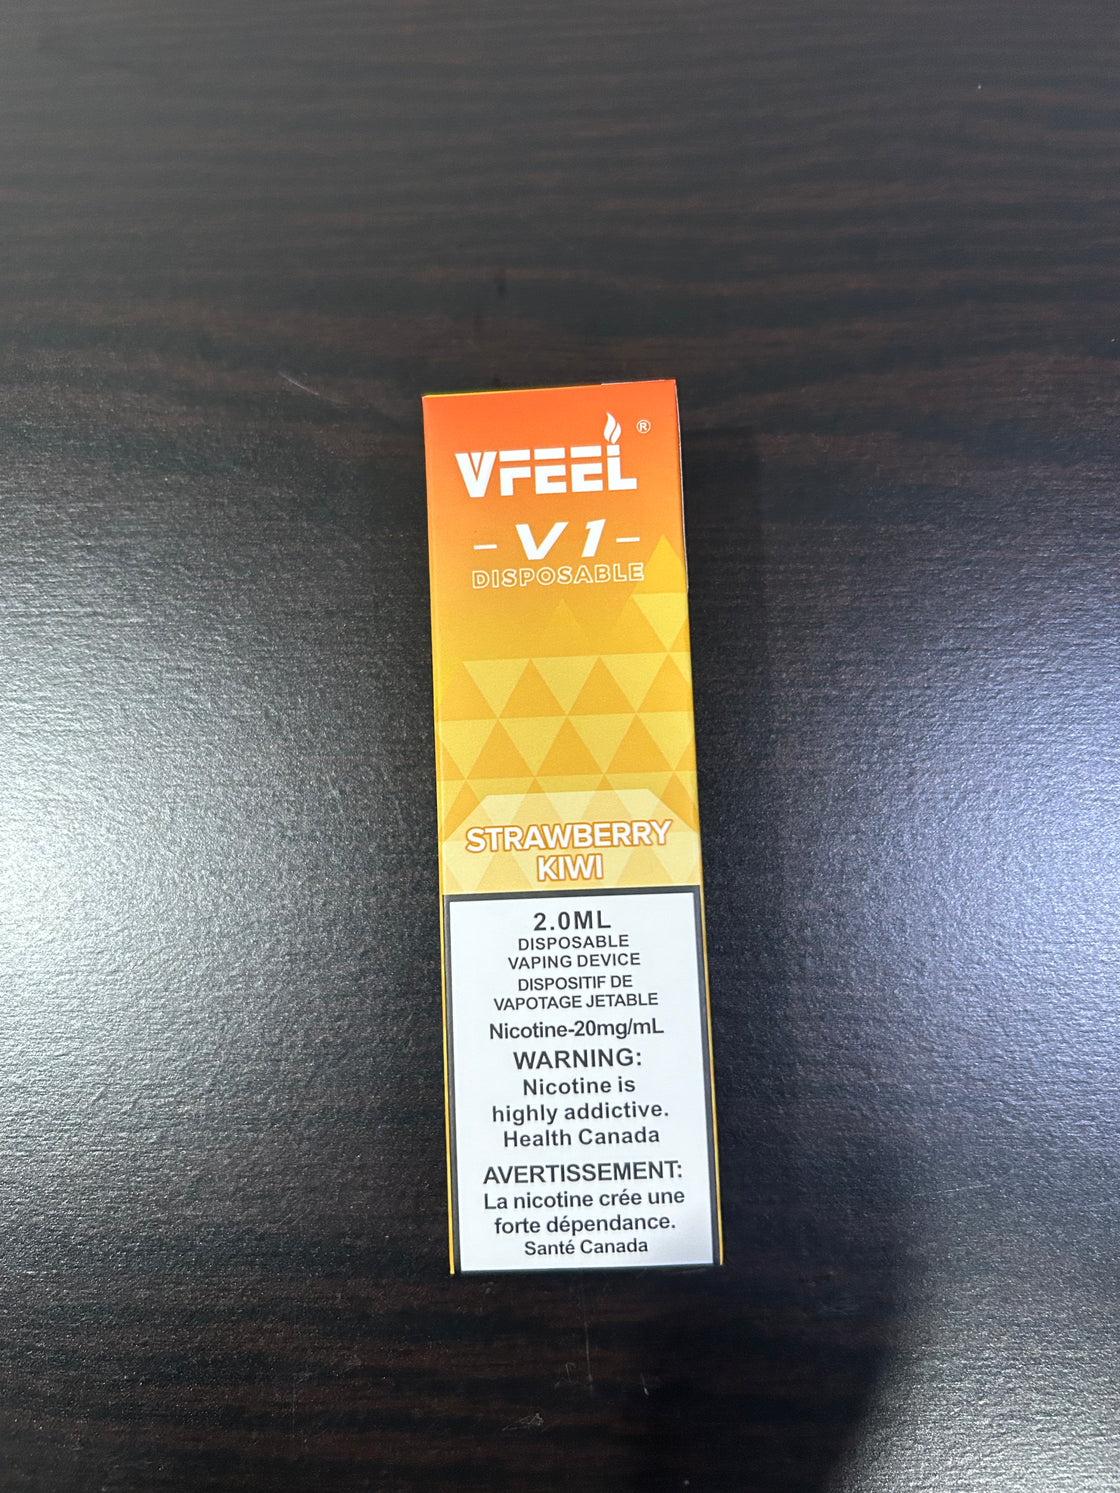 VFEEL ®
– V1 –
DISPOSABLE
STRAWBERRY
KIWI
2.0ML
DISPOSABLE
VAPING DEVICE
DISPOSITIF DE
VAPOTAGE JETABLE
Nicotine-20mg/mL
WARNING:
Nicotine is
highly addictive.
Health Canada
AVERTISSEMENT:
La nicotine crée une
forte dépendance.
Santé Canada